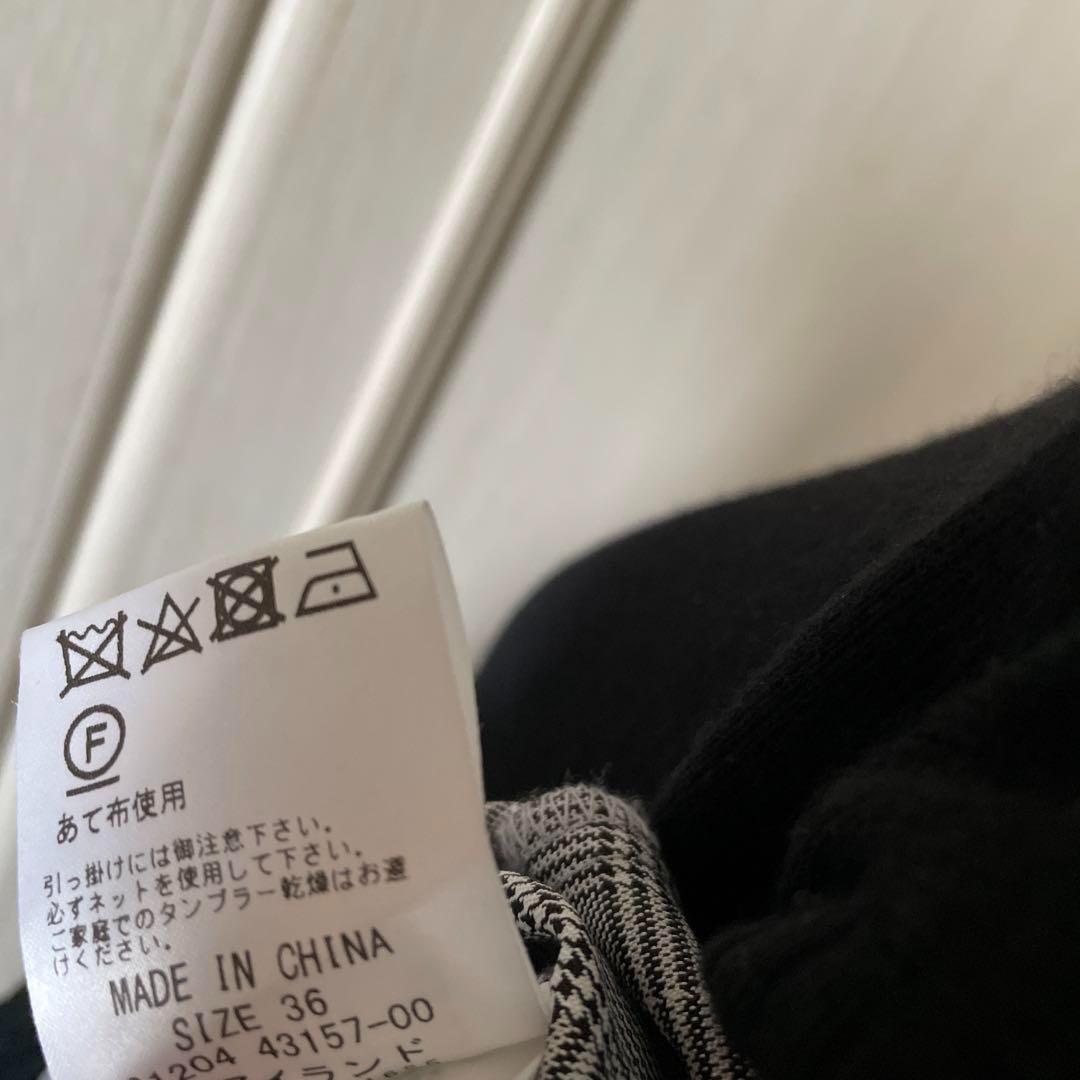 F
あて布使用
引っ掛けには御注意下さい。
必ずネットを使用して下さい。
ご家庭でのタンブラー乾燥はお避
けください。
MADE IN CHINA
SIZE 36
43157-00